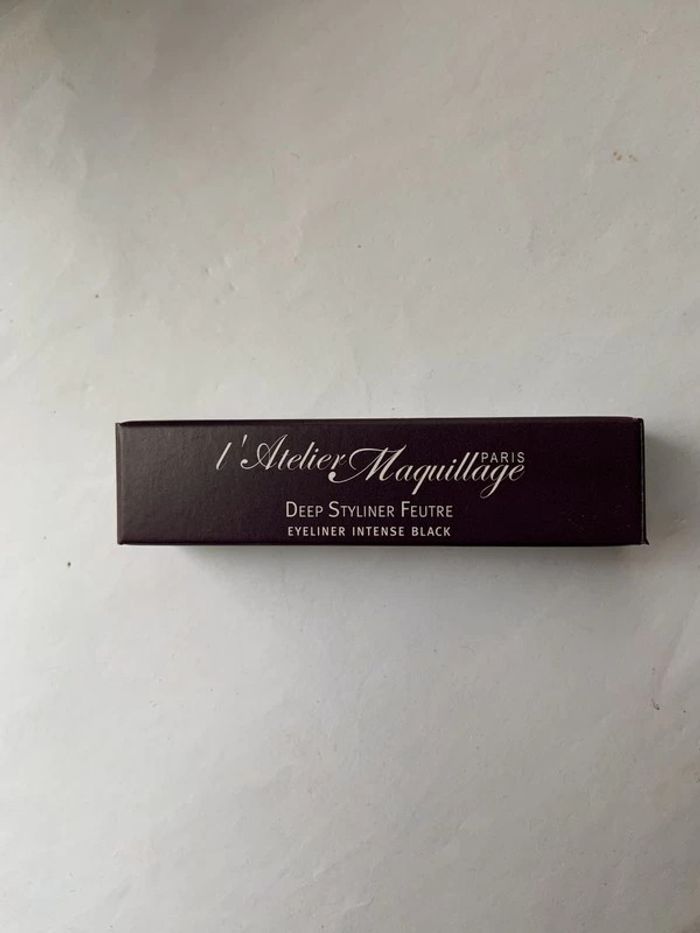 l'Atelier Maquillage PARIS
DEEP STYLINER FEUTRE
EYELINER INTENSE BLACK